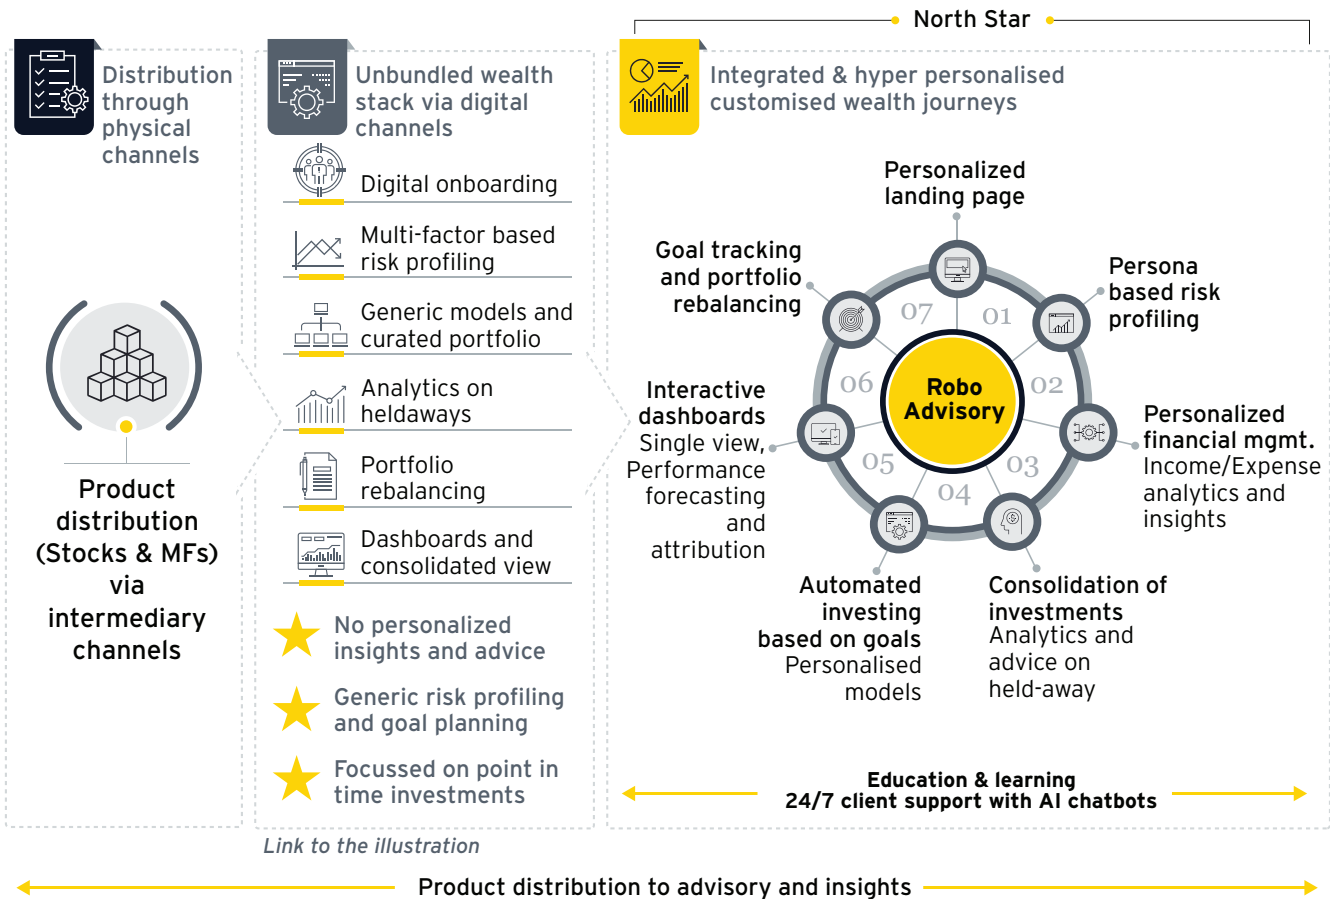 North Star
Distribution
through
physical
channels
Product
distribution
(Stocks & MFs)
via
intermediary
channels
Unbundled wealth
stack via digital
channels
Digital onboarding
Multi-factor based
risk profiling
Generic models and
curated portfolio
Analytics on
heldaways
Portfolio
rebalancing
Dashboards and
consolidated view
No personalized
insights and advice
Generic risk profiling
and goal planning
Focussed on point in
time investments
Link to the illustration
Integrated & hyper personalised
customised wealth journeys
Personalized
landing page
Persona
based risk
profiling
Personalized
financial mgmt.
Income/Expense
analytics and
insights
Consolidation of
investments
Analytics and
advice on
held-away
Automated
investing
based on goals
Personalised
models
Interactive
dashboards
Single view,
Performance
forecasting
and
attribution
Goal tracking
and portfolio
rebalancing
01
02
03
04
05
06
07
Robo
Advisory
Education & learning
24/7 client support with AI chatbots
Product distribution to advisory and insights